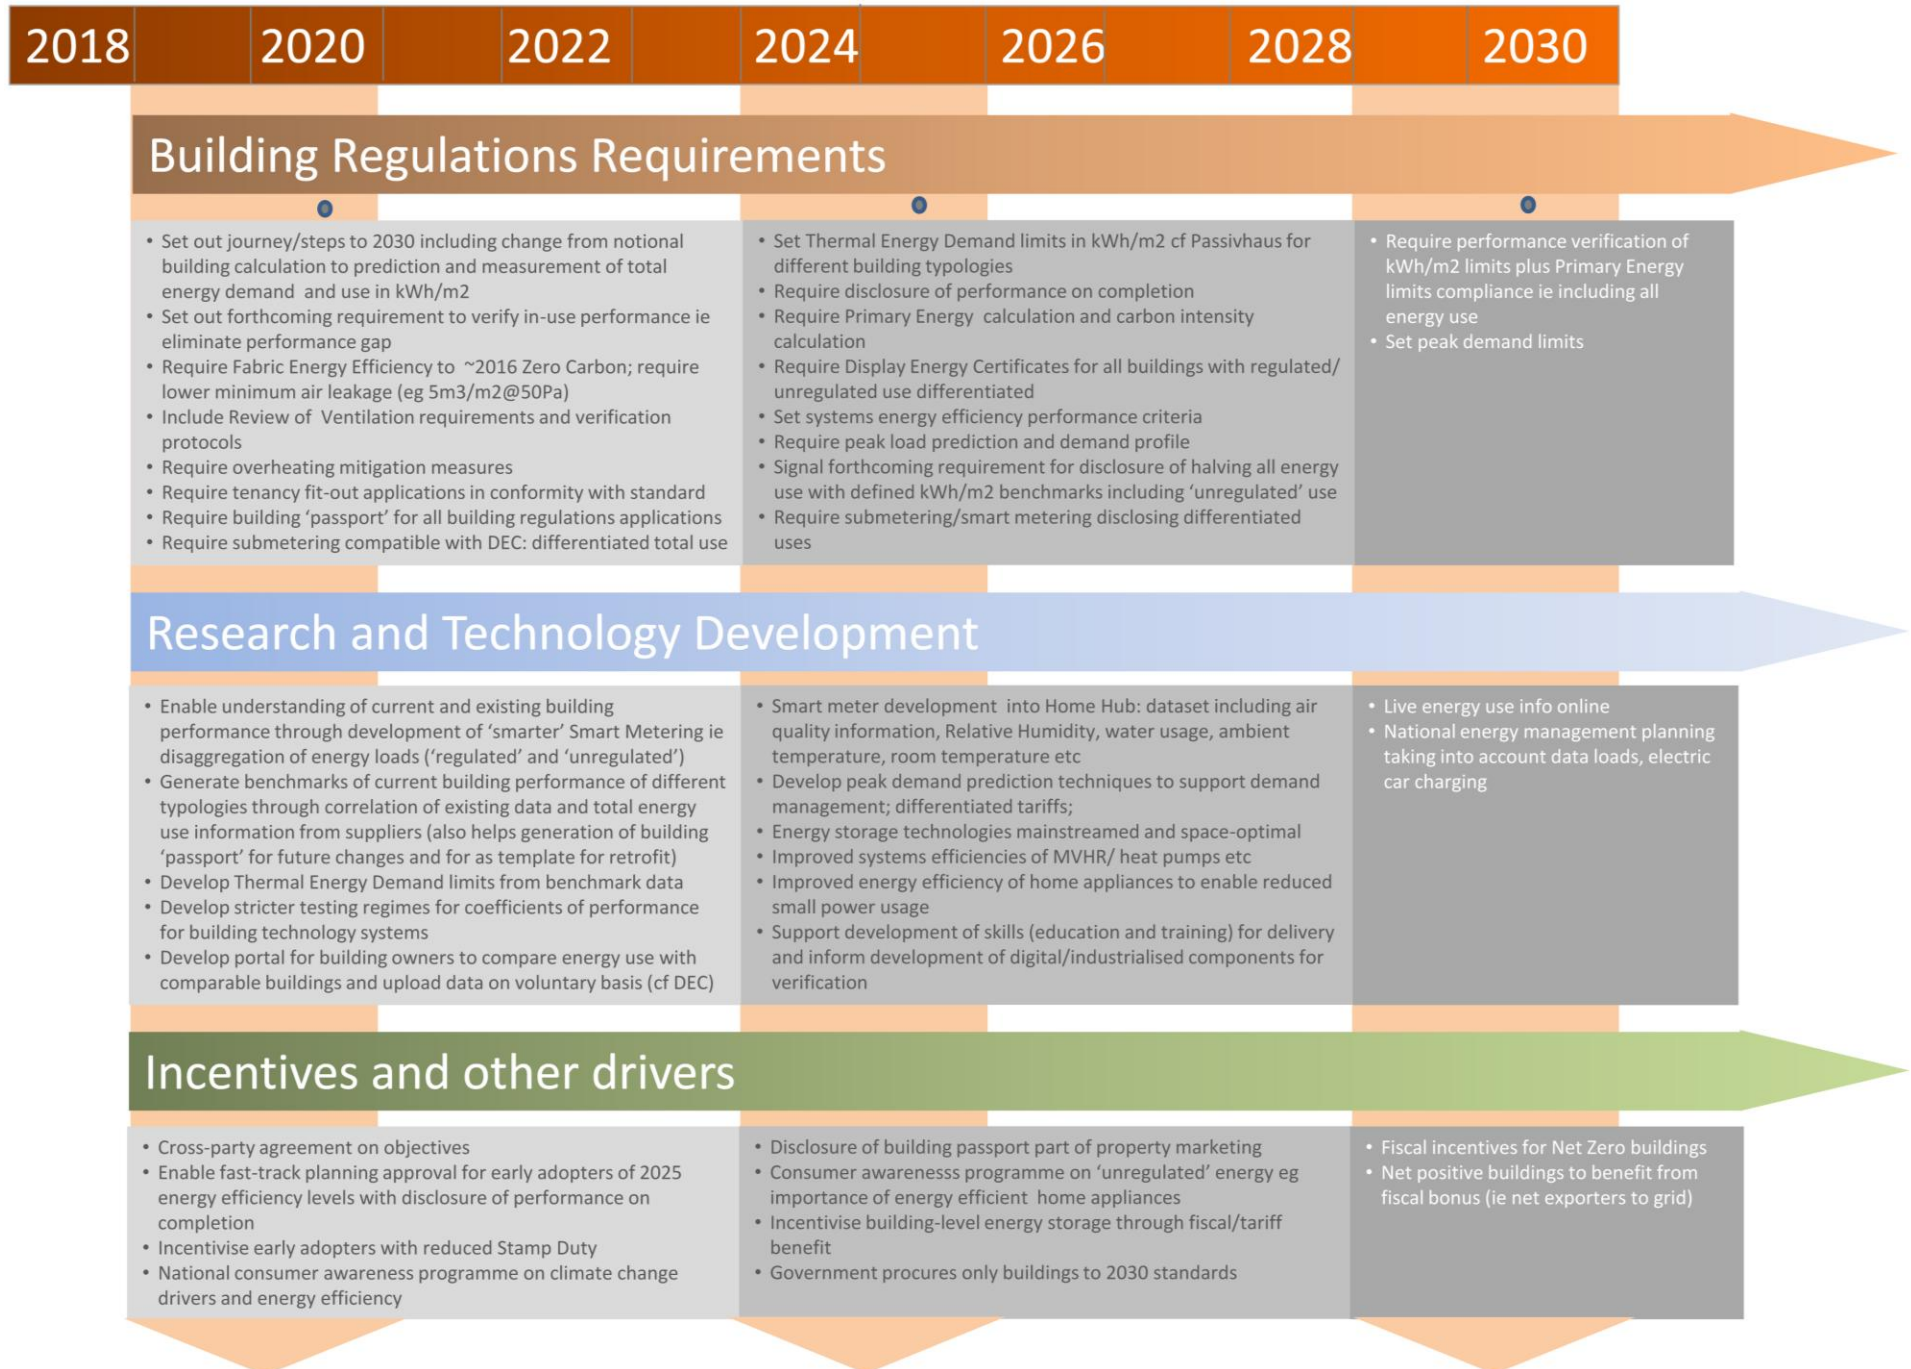 2018 2020 2022 2024 2026 2028 2030
Building Regulations Requirements
• Set out journey/steps to 2030 including change from notional
building calculation to prediction and measurement of total
energy demand and use in kWh/m2
• Set out forthcoming requirement to verify in-use performance ie
eliminate performance gap
• Require Fabric Energy Efficiency to ~2016 Zero Carbon; require
lower minimum air leakage (eg 5m3/m2@50Pa)
• Include Review of Ventilation requirements and verification
protocols
• Require overheating mitigation measures
• Require tenancy fit-out applications in conformity with standard
• Require building ‘passport’ for all building regulations applications
• Require submetering compatible with DEC: differentiated total use
• Set Thermal Energy Demand limits in kWh/m2 cf Passivhaus for
different building typologies
• Require disclosure of performance on completion
• Require Primary Energy calculation and carbon intensity
calculation
• Require Display Energy Certificates for all buildings with regulated/
unregulated use differentiated
• Set systems energy efficiency performance criteria
• Require peak load prediction and demand profile
• Signal forthcoming requirement for disclosure of halving all energy
use with defined kWh/m2 benchmarks including ‘unregulated’ use
• Require submetering/smart metering disclosing differentiated
uses
• Require performance verification of
kWh/m2 limits plus Primary Energy
limits compliance ie including all
energy use
• Set peak demand limits
Research and Technology Development
• Enable understanding of current and existing building
performance through development of ‘smarter’ Smart Metering ie
disaggregation of energy loads (‘regulated’ and ‘unregulated’)
• Generate benchmarks of current building performance of different
typologies through correlation of existing data and total energy
use information from suppliers (also helps generation of building
‘passport’ for future changes and for as template for retrofit)
• Develop Thermal Energy Demand limits from benchmark data
• Develop stricter testing regimes for coefficients of performance
for building technology systems
• Develop portal for building owners to compare energy use with
comparable buildings and upload data on voluntary basis (cf DEC)
• Smart meter development into Home Hub: dataset including air
quality information, Relative Humidity, water usage, ambient
temperature, room temperature etc
• Develop peak demand prediction techniques to support demand
management; differentiated tariffs;
• Energy storage technologies mainstreamed and space-optimal
• Improved systems efficiencies of MVHR/ heat pumps etc
• Improved energy efficiency of home appliances to enable reduced
small power usage
• Support development of skills (education and training) for delivery
and inform development of digital/industrialised components for
verification
• Live energy use info online
• National energy management planning
taking into account data loads, electric
car charging
Incentives and other drivers
• Cross-party agreement on objectives
• Enable fast-track planning approval for early adopters of 2025
energy efficiency levels with disclosure of performance on
completion
• Incentivise early adopters with reduced Stamp Duty
• National consumer awareness programme on climate change
drivers and energy efficiency
• Disclosure of building passport part of property marketing
• Consumer awarenesss programme on ‘unregulated’ energy eg
importance of energy efficient home appliances
• Incentivise building-level energy storage through fiscal/tariff
benefit
• Government procures only buildings to 2030 standards
• Fiscal incentives for Net Zero buildings
• Net positive buildings to benefit from
fiscal bonus (ie net exporters to grid)